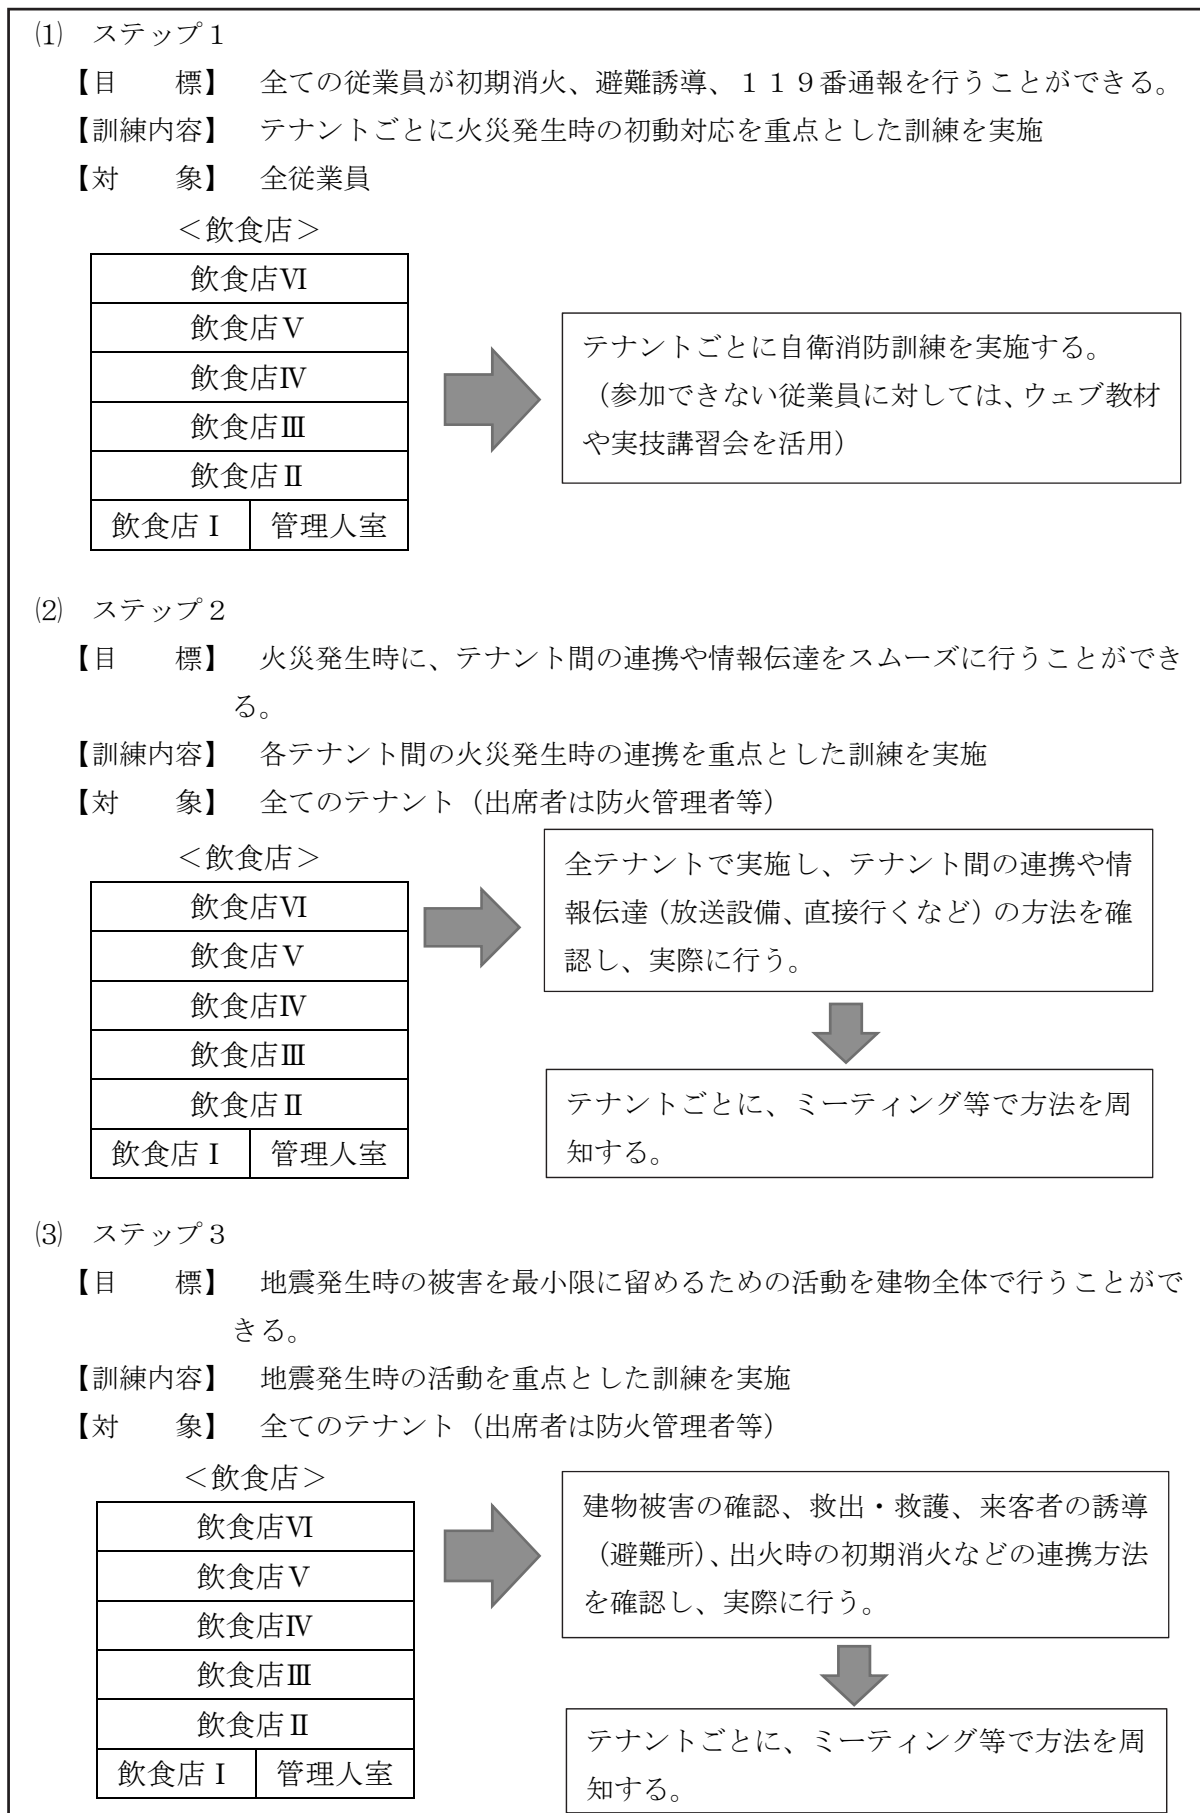 ⑴　ステップ１
【目　　標】　全ての従業員が初期消火、避難誘導、１１９番通報を行うことができる。
【訓練内容】　テナントごとに火災発生時の初動対応を重点とした訓練を実施
【対　　象】　全従業員
＜飲食店＞
飲食店Ⅵ
飲食店Ⅴ
飲食店Ⅳ
飲食店Ⅲ
飲食店Ⅱ
飲食店Ⅰ　管理人室
テナントごとに自衛消防訓練を実施する。
（参加できない従業員に対しては、ウェブ教材
や実技講習会を活用）
⑵　ステップ２
【目　　標】　火災発生時に、テナント間の連携や情報伝達をスムーズに行うことができ
る。
【訓練内容】　各テナント間の火災発生時の連携を重点とした訓練を実施
【対　　象】　全てのテナント（出席者は防火管理者等）
＜飲食店＞
飲食店Ⅵ
飲食店Ⅴ
飲食店Ⅳ
飲食店Ⅲ
飲食店Ⅱ
飲食店Ⅰ　管理人室
全テナントで実施し、テナント間の連携や情
報伝達（放送設備、直接行くなど）の方法を確
認し、実際に行う。
テナントごとに、ミーティング等で方法を周
知する。
⑶　ステップ３
【目　　標】　地震発生時の被害を最小限に留めるための活動を建物全体で行うことがで
きる。
【訓練内容】　地震発生時の活動を重点とした訓練を実施
【対　　象】　全てのテナント（出席者は防火管理者等）
＜飲食店＞
飲食店Ⅵ
飲食店Ⅴ
飲食店Ⅳ
飲食店Ⅲ
飲食店Ⅱ
飲食店Ⅰ　管理人室
建物被害の確認、救出・救護、来客者の誘導
（避難所）、出火時の初期消火などの連携方法
を確認し、実際に行う。
テナントごとに、ミーティング等で方法を周
知する。